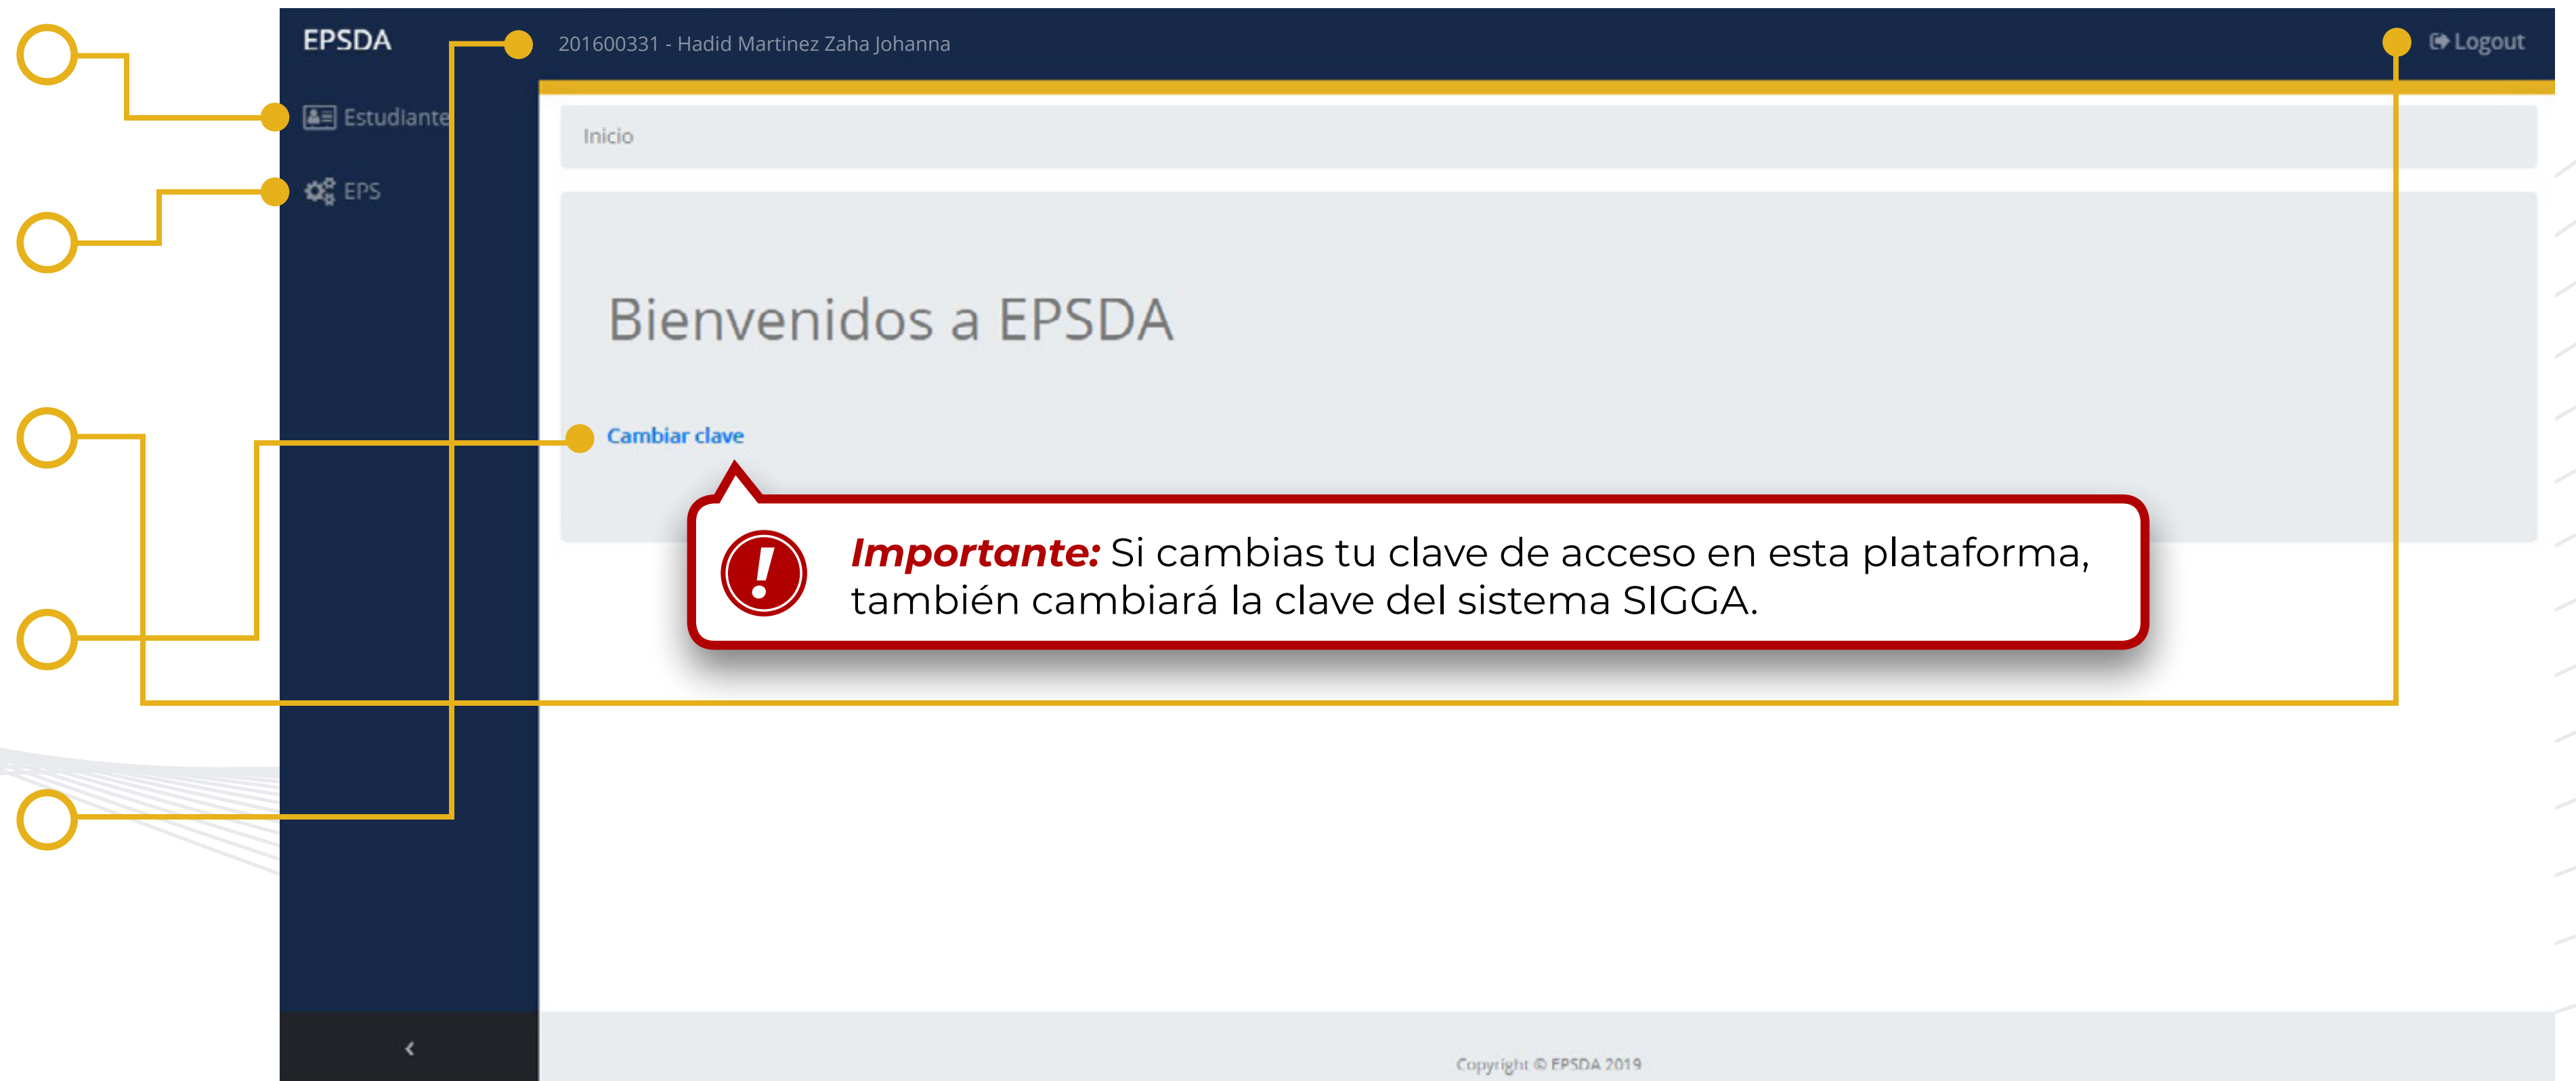 EPSDA
201600331 - Hadid Martinez Zaha Johanna
Logout
Estudiante
EPS
Inicio
Bienvenidos a EPSDA
Cambiar clave
Importante: Si cambias tu clave de acceso en esta plataforma,
también cambiará la clave del sistema SIGGA.
Copyright © EPSDA 2019